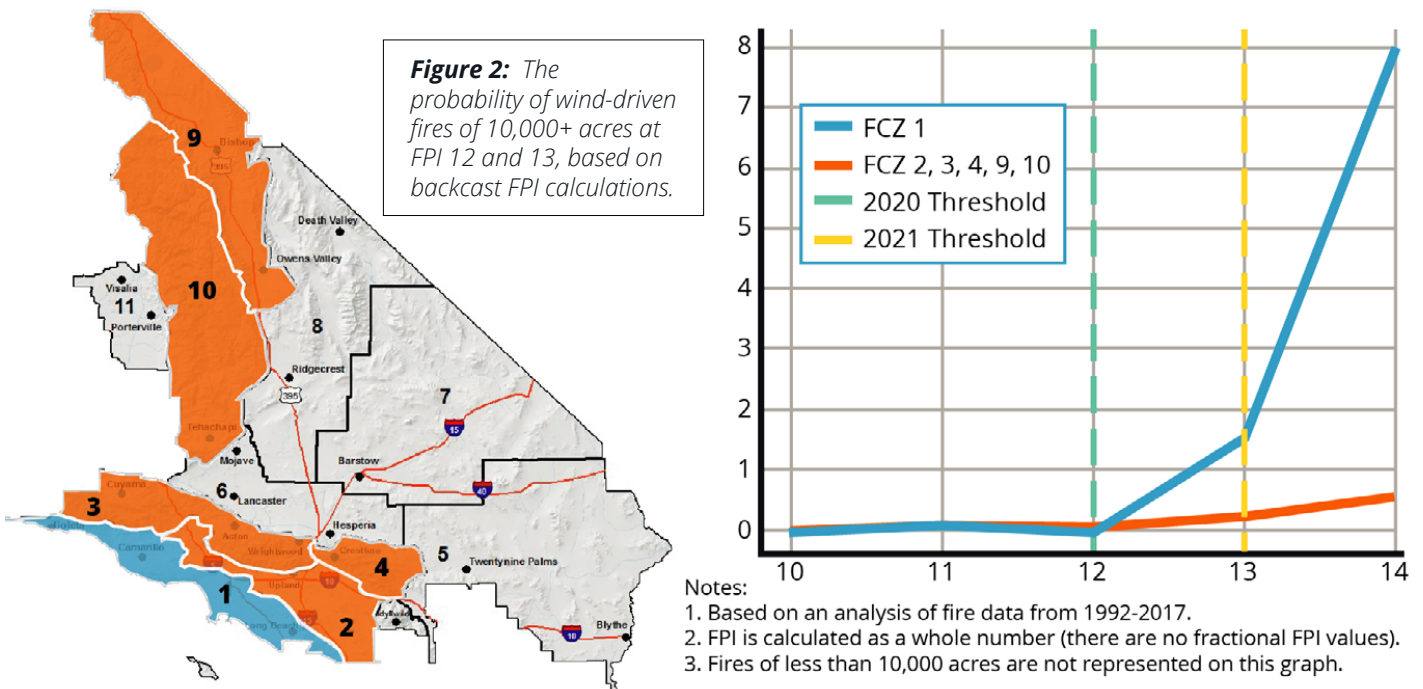 Figure 2: The
probability of wind-driven
fires of 10,000+ acres at
FPI 12 and 13, based on
backcast FPI calculations.
9
Bishop
395
Death Valley
Owens Valley
10
Visalia
11
Porterville
8
Ridgecrest
395
7
15
Tehachapi
Mojave
Barstow
40
Cuyama
3
6
Lancaster
Hesperia
Acton
Wrightwood
Crestline
5
Twentynine Palms
Camarillo
5
4
1
Upland
10
Long Beach
2
Idyllwild
10
Blythe
8
7
6
5
4
3
2
1
0
10
11
12
13
14
FCZ 1
FCZ 2, 3, 4, 9, 10
2020 Threshold
2021 Threshold
Notes:
1. Based on an analysis of fire data from 1992-2017.
2. FPI is calculated as a whole number (there are no fractional FPI values).
3. Fires of less than 10,000 acres are not represented on this graph.